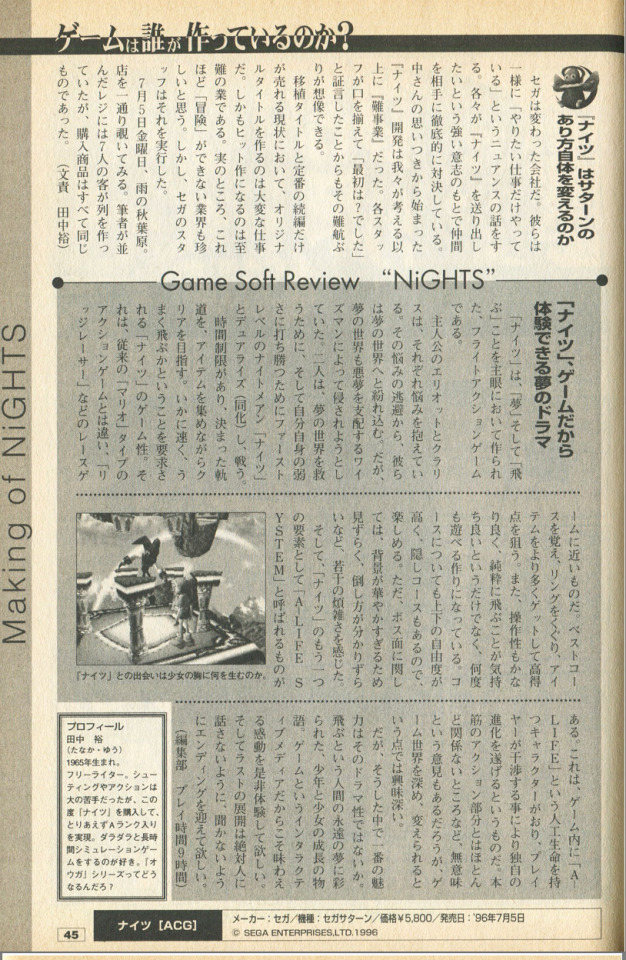 ゲームは誰が作っているのか?
『ナイツ』はサターンの
あり方自体を変えるのか
セガは変わった会社だ。彼らは
一様に「やりたい仕事だけやって
いる」というニュアンスの話をす
る。各々が『ナイツ』を送り出し
たいという強い意志のもとで仲間
を相手に徹底的に対決している。
中さんの思いつきから始まった
『ナイツ』開発は我々が考える以
上に『難事業』だった。各スタッ
フが口を揃えて「最初は?でした」
と証言したことからもその難航ぶ
りが想像できる。
移植タイトルと定番の続編だけ
が売れる現状において、オリジナ
ルタイトルを作るのは大変な仕事
だ。しかもヒット作になるのは至
難の業である。実のところ、これ
ほど「冒険」ができない業界も珍
しいと思う。しかし、セガのスタ
ッフはそれを実行した。
7月5日金曜日、雨の秋葉原。
店を一通り覗いてみる。筆者が並
んだレジには7人の客が列を作っ
ていたが、購入商品はすべて同じ
ものであった。 (文責 田中裕)
Game Soft Review “NiGHTS”
『ナイツ』、ゲームだから
体験できる夢のドラマ
『ナイツ』は、「夢」そして「飛
ぶ」ことを主眼において作られ
た、フライトアクションゲーム
である。
主人公のエリオットとクラリ
スは、それぞれ悩みを抱えてい
る。その悩みの逃避から、彼ら
は夢の世界へと紛れ込む。だが、
夢の世界も悪夢を支配するワイ
ズマンによって侵されようとし
ていた。二人は、夢の世界を救
うために、そして自分自身の弱
さに打ち勝つためにファースト
レベルのナイトメアン「ナイツ」
とデュアライズ(同化)し、戦う。
時間制限があり、決まった軌
道を、アイテムを集めながらク
リアを目指す。いかに速く、う
まく飛ぶかということを要求さ
れる「ナイツ」のゲーム性。そ
れは、従来の「マリオ」タイプの
アクションゲームとは違い、「リ
ッジレーサー」などのレースゲ
ームに近いものだ。ベストコー
スを覚え、リングをくぐり、アイ
テムをより多くゲットして高得
点を狙う。また、操作性もかな
り良く、純粋に飛ぶことが気持
ち良いというだけでなく、何度
も遊べる作りになっている。コ
ースについても上下の自由度が
高く、隠しコースもあるので、
楽しめる。ただ、ボス面に関し
ては、背景が華やかすぎるため
見ずらく、倒し方が分かりずら
いなど、若干の煩雑さを感じた。
そして、「ナイツ」のもう一つ
の要素として「A-LIFE S
YSTEM」と呼ばれるものが
『ナイツ』との出会いは少女の胸に何を生むのか。
ある。これは、ゲーム内に「A-
LIFE」という人工生命を持
つキャラクターがおり、プレイ
ヤーが干渉する事により独自の
進化を遂げるというものだ。本
筋のアクション部分とはほとん
ど関係ないところなど、無意味
という意見もあるだろうが、ゲ
ーム世界を深め、変えられると
いう点では興味深い。
だが、そうした中で一番の魅
力はそのドラマ性ではないか。
飛ぶという人間の永遠の夢に彩
られた、少年と少女の成長の物
語。ゲームというインタラクテ
ィブメディアだからこそ味わえ
る感動を是非体験して欲しい。
そしてラストの展開は絶対人に
話さないように、聞かないよう
にエンディングを迎えて欲しい。
(編集部 プレイ時間9時間)
プロフィール
田中 裕
(たなか・ゆう)
1965年生まれ。
フリーライター。シュー
ティングやアクションは
大の苦手だったが、この
度『ナイツ』を購入して、
とりあえずAランク入り
を実現。ダラダラと長時
間シミュレーションゲー
ムをするのが好き。『オ
ウガ』シリーズってどう
なるんだろ?
Making of NiGHTS
45
ナイツ [ACG]
メーカー:セガ/機種:セガサターン/価格¥5,800/発売日:'96年7月5日
© SEGA ENTERPRISES,LTD.1996